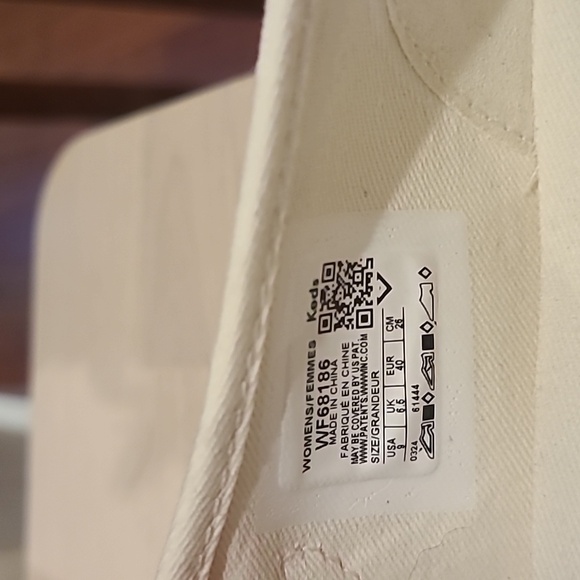 WOMENS/FEMMES Keds
WF68186
MADE IN CHINA
FABRIQUÉ EN CHINE
MAY BE COVERED BY US PAT.
WWW.PATENTS.WWWINC.COM
SIZE/GRANDEUR
USA UK EUR CM
9 6.5 40 26
0324 61444